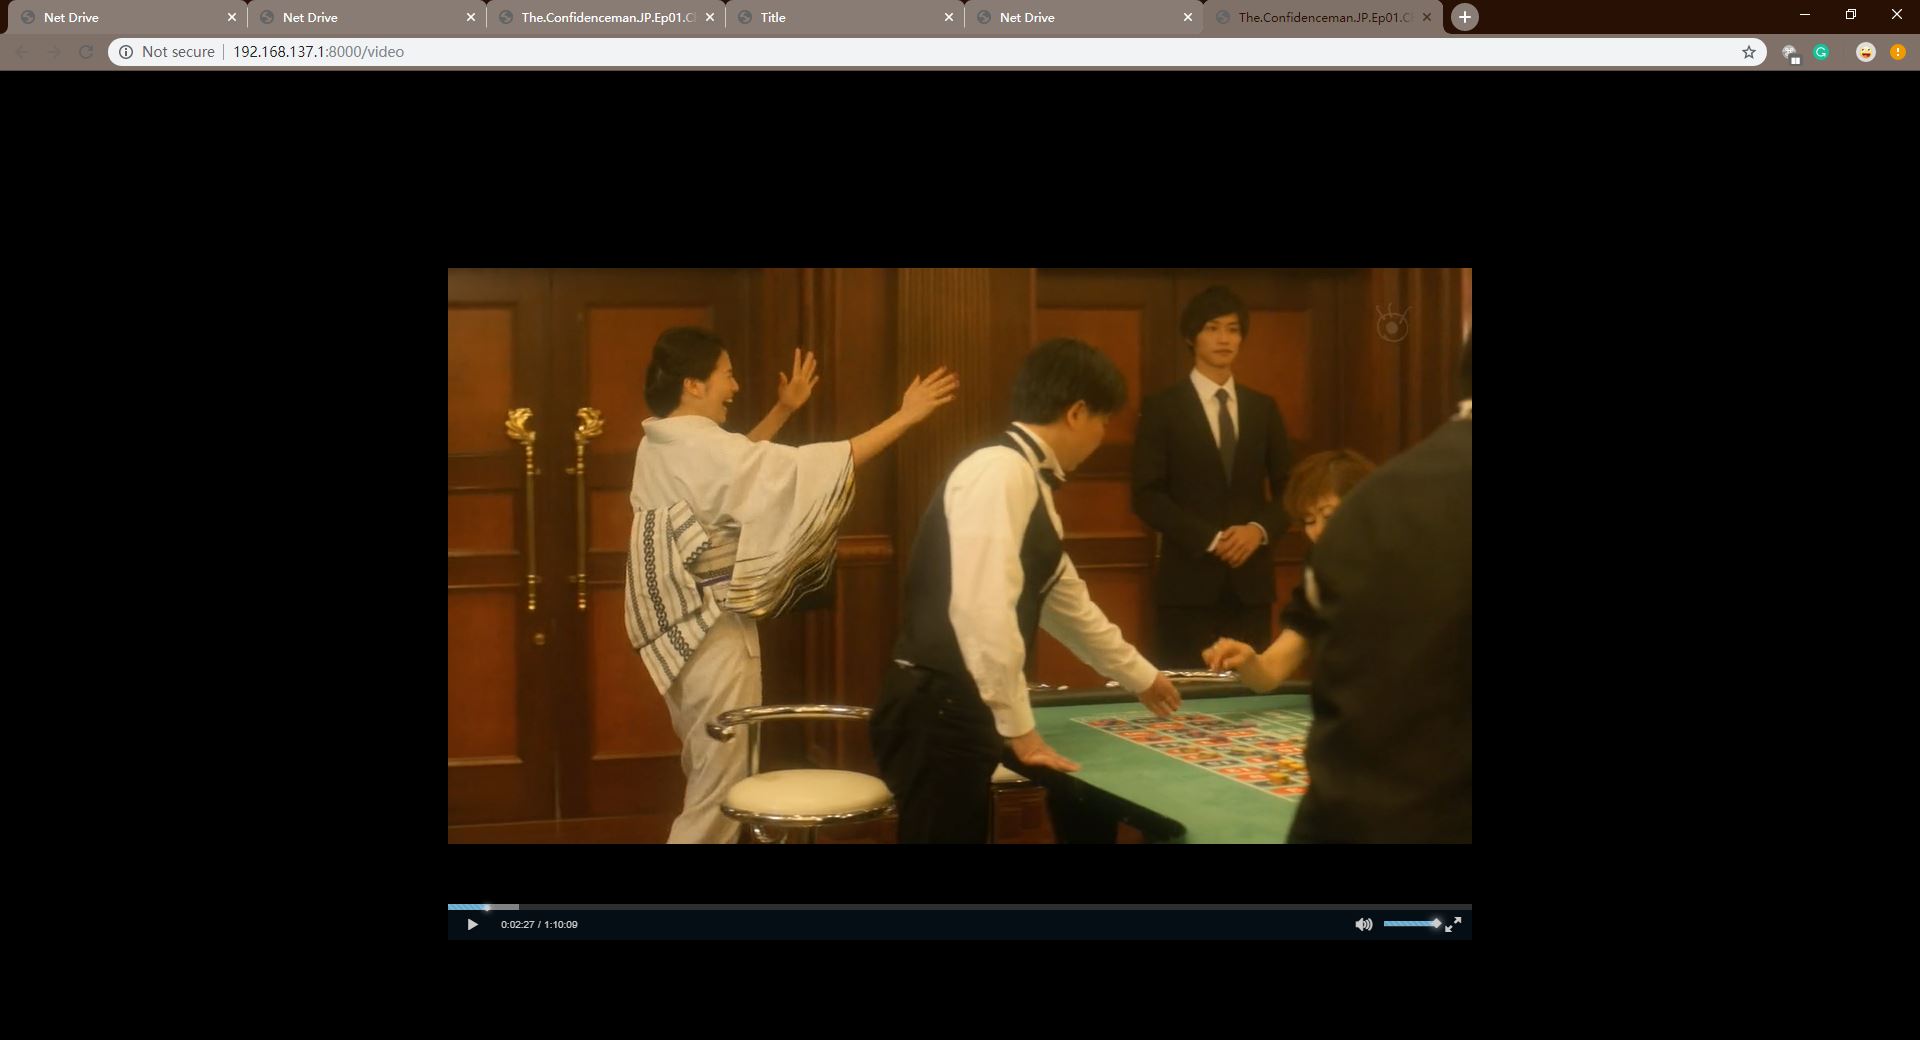 Net Drive
Net Drive
The.Confidenceman.JP.Ep01.C
Title
Net Drive
The.Confidenceman.JP.Ep01.C
Not secure
192.168.137.1:8000/video
0:02:27 / 1:10:09